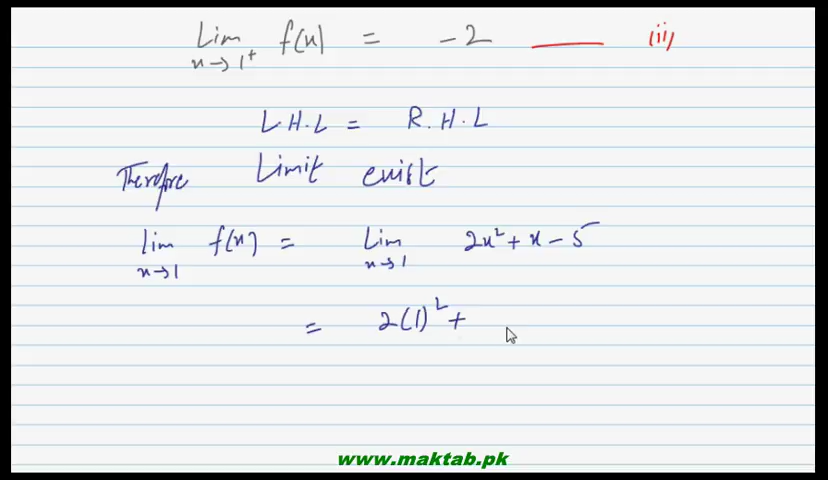 Lim x→1⁺ f(x) = -2 —— (ii)
L.H.L = R.H.L
Therefore Limit exist
lim x→1 f(x) = Lim x→1 2x² + x - 5
= 2(1)² +
www.maktab.pk